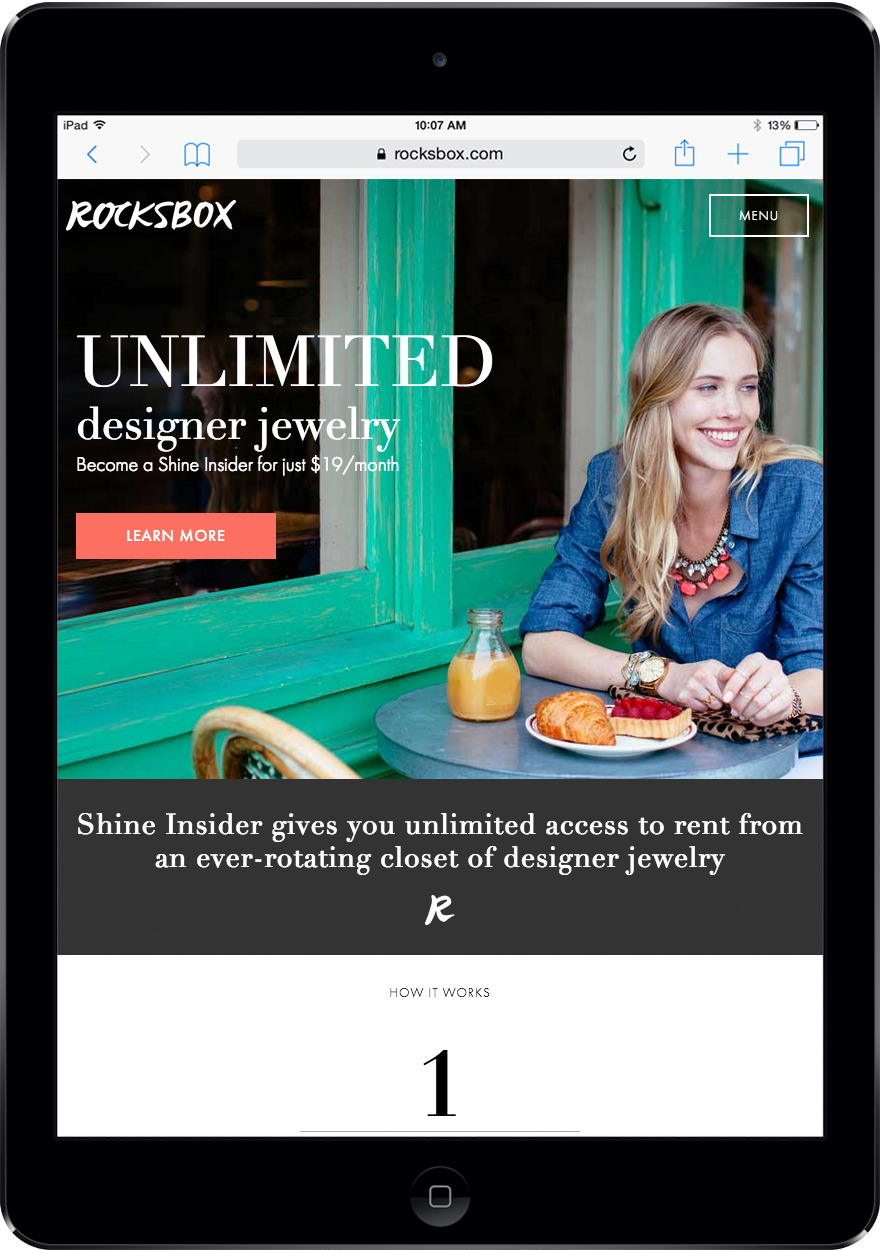 iPad
10:07 AM
13%
rocksbox.com
ROCKSBOX
MENU
UNLIMITED
designer jewelry
Become a Shine Insider for just $19/month
LEARN MORE
Shine Insider gives you unlimited access to rent from
an ever-rotating closet of designer jewelry
R
HOW IT WORKS
1